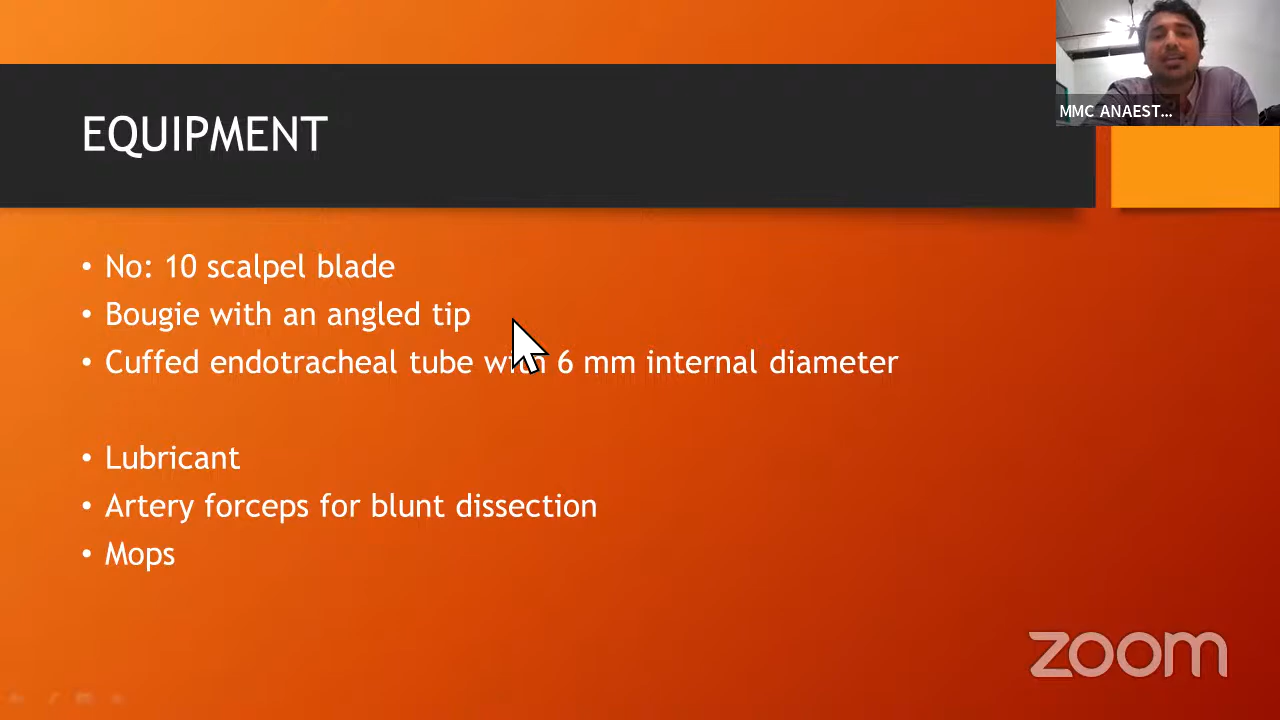 MMC ANAEST...
EQUIPMENT
• No: 10 scalpel blade
• Bougie with an angled tip
• Cuffed endotracheal tube with 6 mm internal diameter
• Lubricant
• Artery forceps for blunt dissection
• Mops
zoom